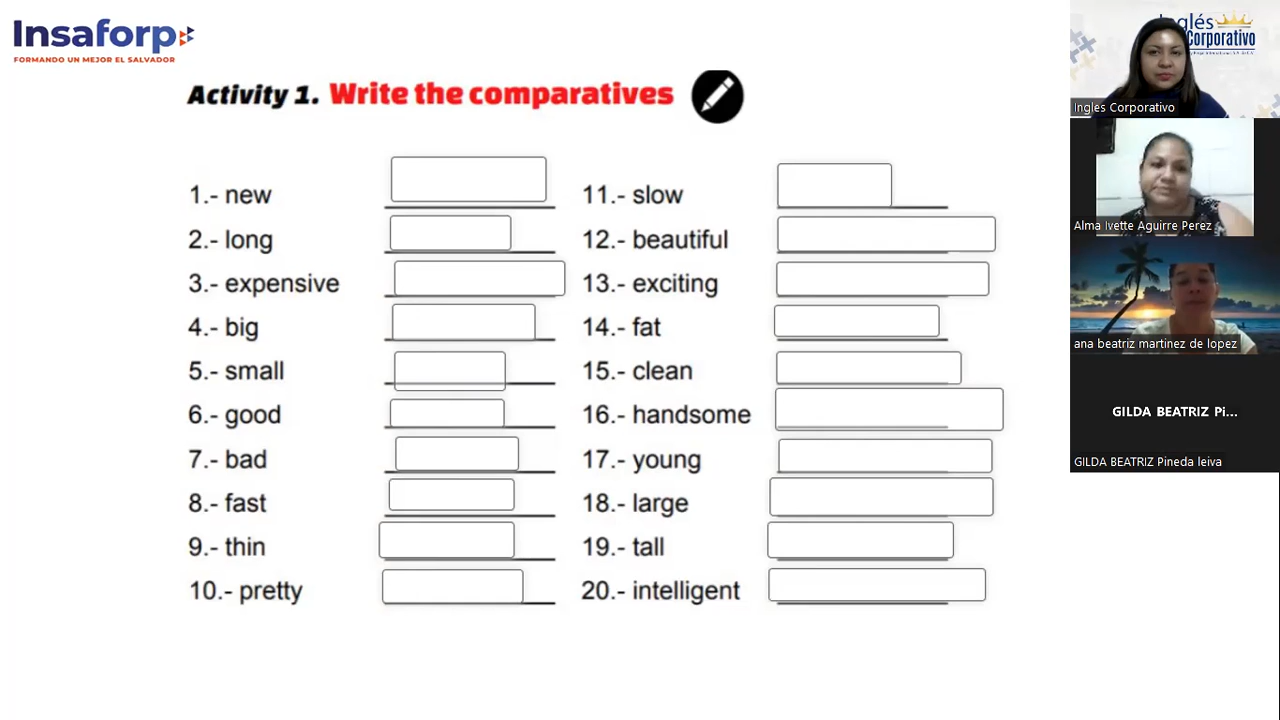 Insaforp
FORMANDO UN MEJOR EL SALVADOR
Activity 1. Write the comparatives
1.- new
2.- long
3.- expensive
4.- big
5.- small
6.- good
7.- bad
8.- fast
9.- thin
10.- pretty
11.- slow
12.- beautiful
13.- exciting
14.- fat
15.- clean
16.- handsome
17.- young
18.- large
19.- tall
20.- intelligent
Inglés
Corporativo
Ingles Corporativo
Alma Ivette Aguirre Perez
ana beatriz martinez de lopez
GILDA BEATRIZ Pi...
GILDA BEATRIZ Pineda leiva